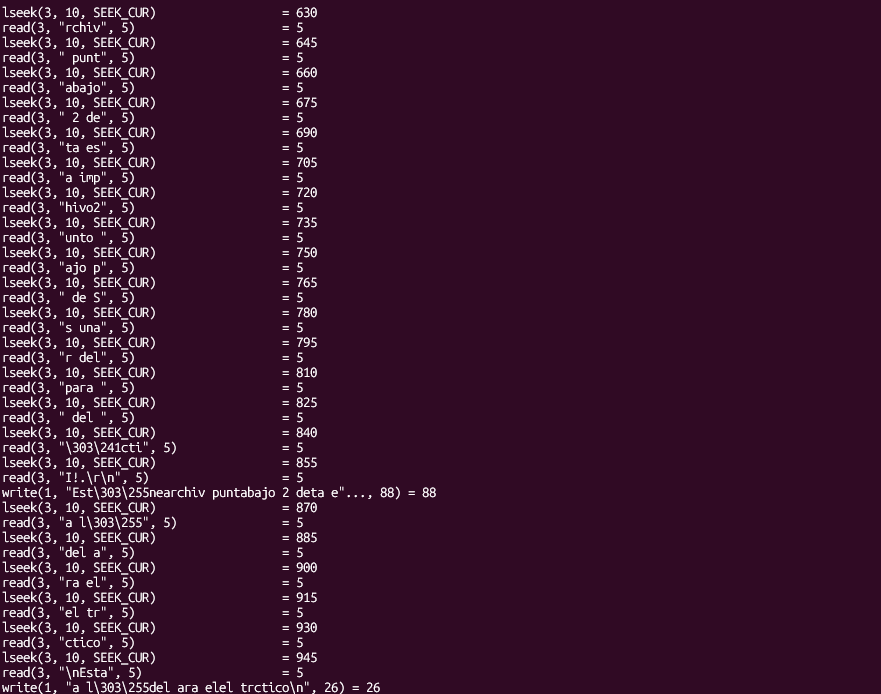 lseek(3, 10, SEEK_CUR) = 630
read(3, "rchiv", 5) = 5
lseek(3, 10, SEEK_CUR) = 645
read(3, " punt", 5) = 5
lseek(3, 10, SEEK_CUR) = 660
read(3, "abajo", 5) = 5
lseek(3, 10, SEEK_CUR) = 675
read(3, " 2 de", 5) = 5
lseek(3, 10, SEEK_CUR) = 690
read(3, "ta es", 5) = 5
lseek(3, 10, SEEK_CUR) = 705
read(3, "a imp", 5) = 5
lseek(3, 10, SEEK_CUR) = 720
read(3, "hivo2", 5) = 5
lseek(3, 10, SEEK_CUR) = 735
read(3, "unto ", 5) = 5
lseek(3, 10, SEEK_CUR) = 750
read(3, "ajo p", 5) = 5
lseek(3, 10, SEEK_CUR) = 765
read(3, " de S", 5) = 5
lseek(3, 10, SEEK_CUR) = 780
read(3, "s una", 5) = 5
lseek(3, 10, SEEK_CUR) = 795
read(3, "r del", 5) = 5
lseek(3, 10, SEEK_CUR) = 810
read(3, "para ", 5) = 5
lseek(3, 10, SEEK_CUR) = 825
read(3, " del ", 5) = 5
lseek(3, 10, SEEK_CUR) = 840
read(3, "\303\241cti", 5) = 5
lseek(3, 10, SEEK_CUR) = 855
read(3, "I!.\r\n", 5) = 5
write(1, "Est\303\255nearchiv puntabajo 2 deta e"..., 88) = 88
lseek(3, 10, SEEK_CUR) = 870
read(3, "a l\303\255", 5) = 5
lseek(3, 10, SEEK_CUR) = 885
read(3, "del a", 5) = 5
lseek(3, 10, SEEK_CUR) = 900
read(3, "ra el", 5) = 5
lseek(3, 10, SEEK_CUR) = 915
read(3, "el tr", 5) = 5
lseek(3, 10, SEEK_CUR) = 930
read(3, "ctico", 5) = 5
lseek(3, 10, SEEK_CUR) = 945
read(3, "\nEsta", 5) = 5
write(1, "a l\303\255del ara elel trctico\n", 26) = 26